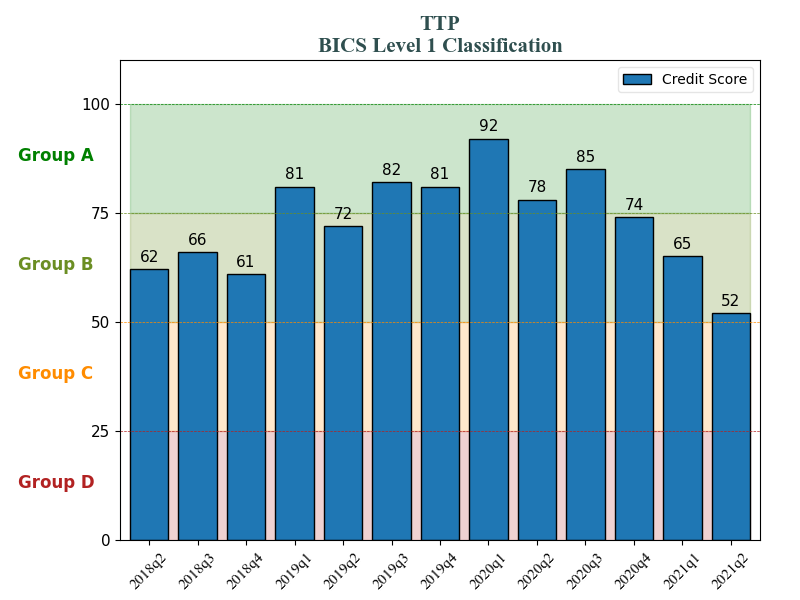 TTP
BICS Level 1 Classification
Credit Score
100
75
50
25
0
Group A
Group B
Group C
Group D
62
66
61
81
72
82
81
92
78
85
74
65
52
2018q2
2018q3
2018q4
2019q1
2019q2
2019q3
2019q4
2020q1
2020q2
2020q3
2020q4
2021q1
2021q2